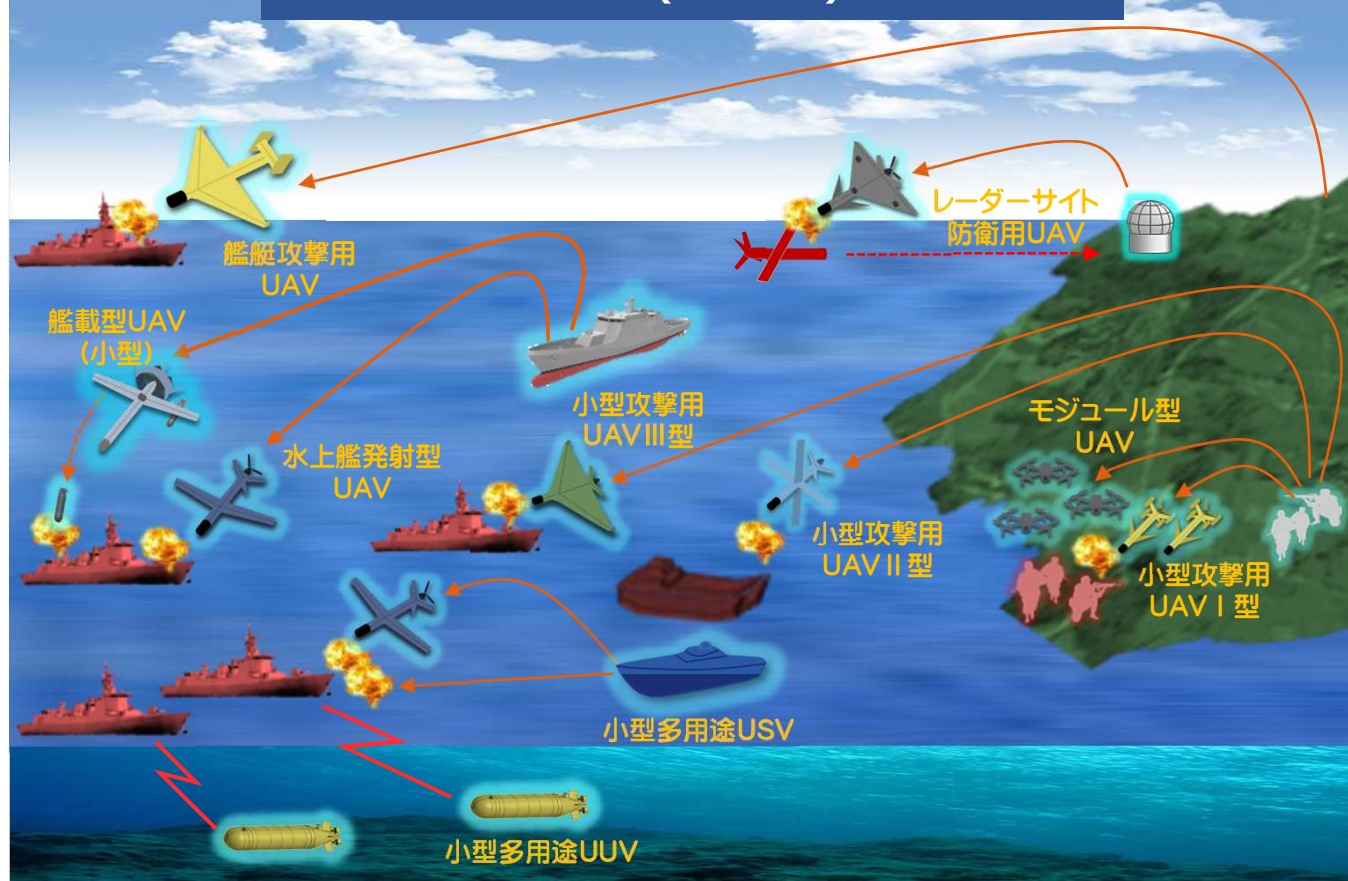 艦艇攻撃用
UAV
レーダーサイト
防衛用UAV
艦載型UAV
(小型)
小型攻撃用
UAVⅢ型
モジュール型
UAV
水上艦発射型
UAV
小型攻撃用
UAVⅡ型
小型攻撃用
UAVⅠ型
小型多用途USV
小型多用途UUV